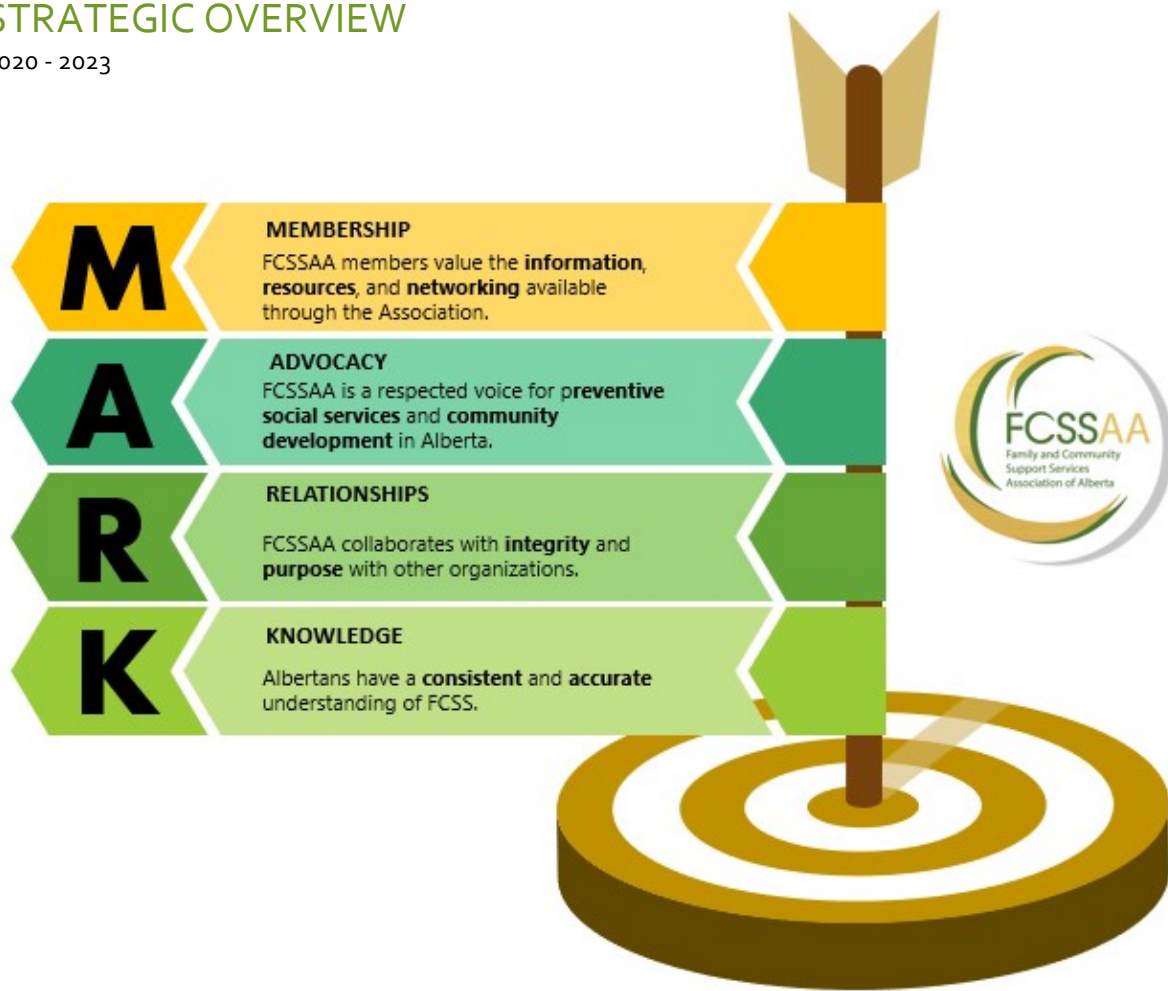 STRATEGIC OVERVIEW
2020 - 2023
M
MEMBERSHIP
FCSSAA members value the information,
resources, and networking available
through the Association.
A
ADVOCACY
FCSSAA is a respected voice for preventive
social services and community
development in Alberta.
R
RELATIONSHIPS
FCSSAA collaborates with integrity and
purpose with other organizations.
K
KNOWLEDGE
Albertans have a consistent and accurate
understanding of FCSS.
FCSSAA
Family and Community
Support Services
Association of Alberta